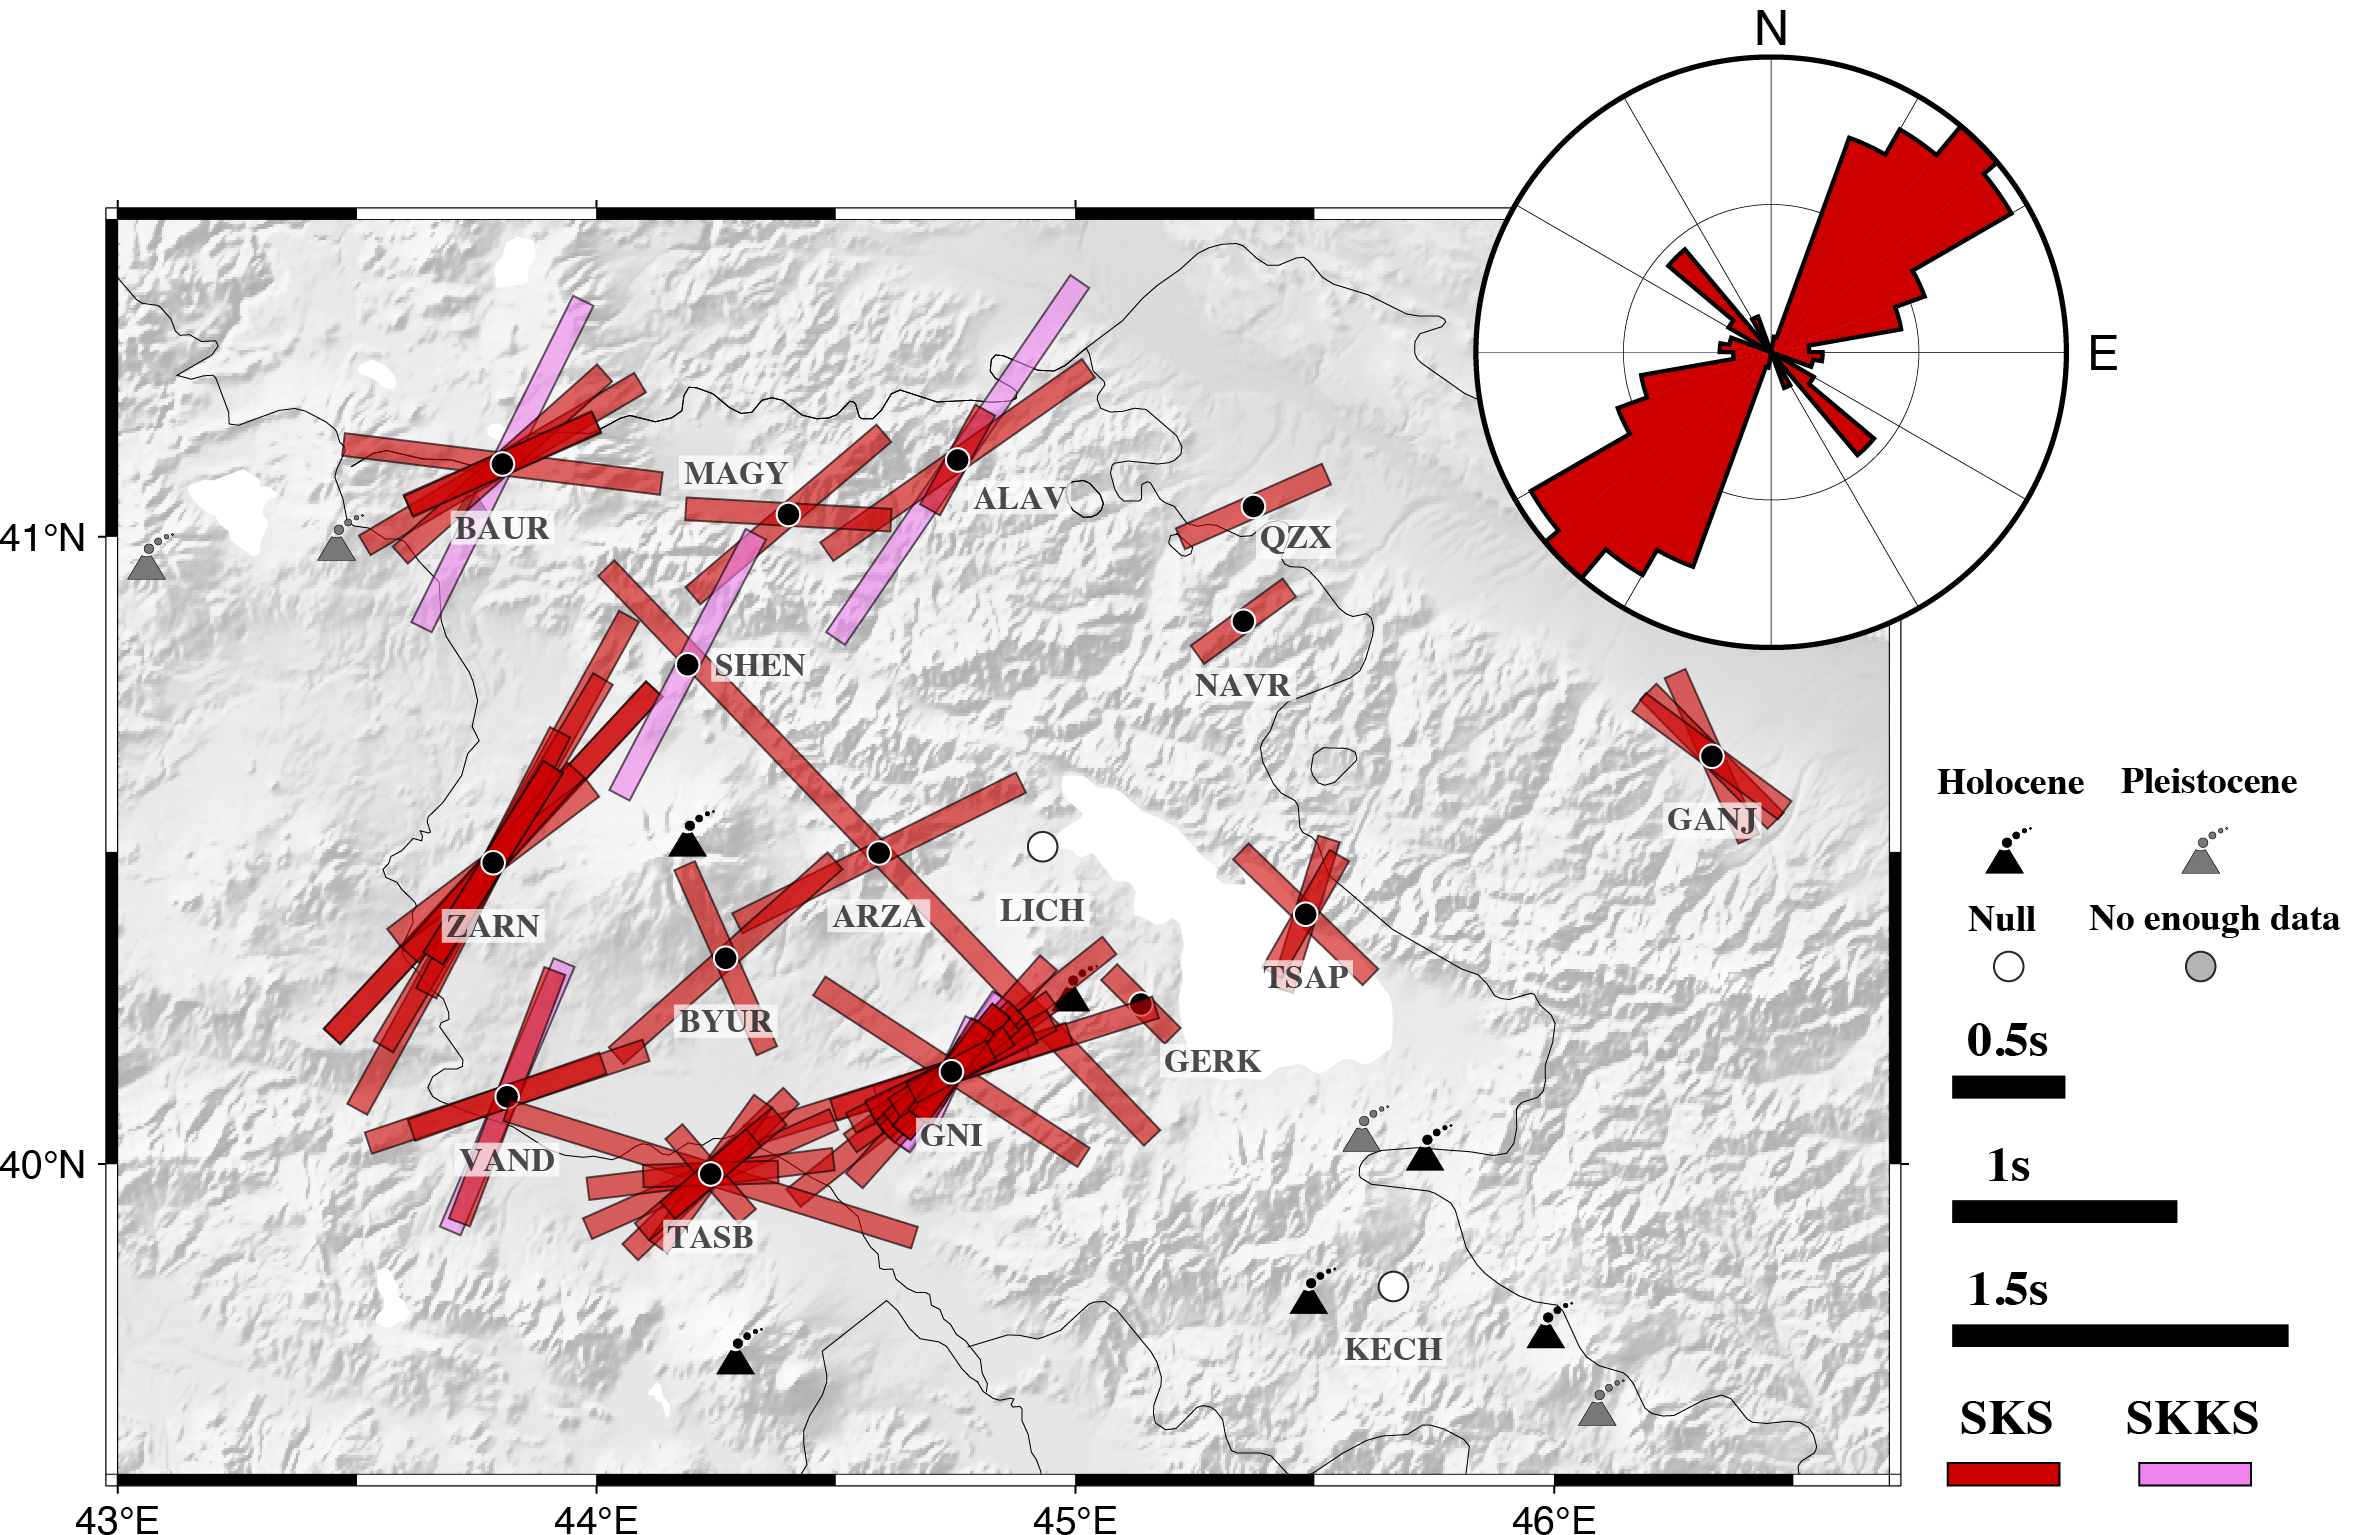 N
E
MAGY
ALAV
BAUR
QZX
41°N
SHEN
NAVR
Holocene
Pleistocene
GANJ
LICH
ARZA
ZARN
Null
No enough data
TSAP
BYUR
0.5s
GERK
GNI
VAND
40°N
1s
TASB
1.5s
KECH
SKS
SKKS
43°E
44°E
45°E
46°E